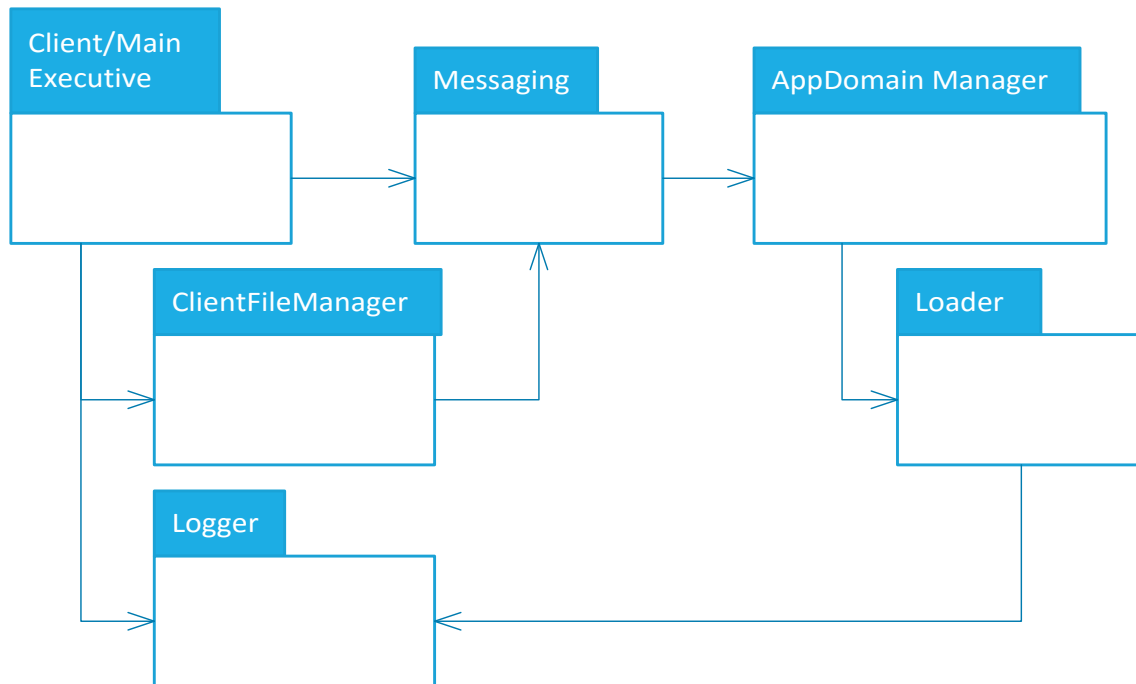 Client/Main
Executive
Messaging
AppDomain Manager
ClientFileManager
Loader
Logger